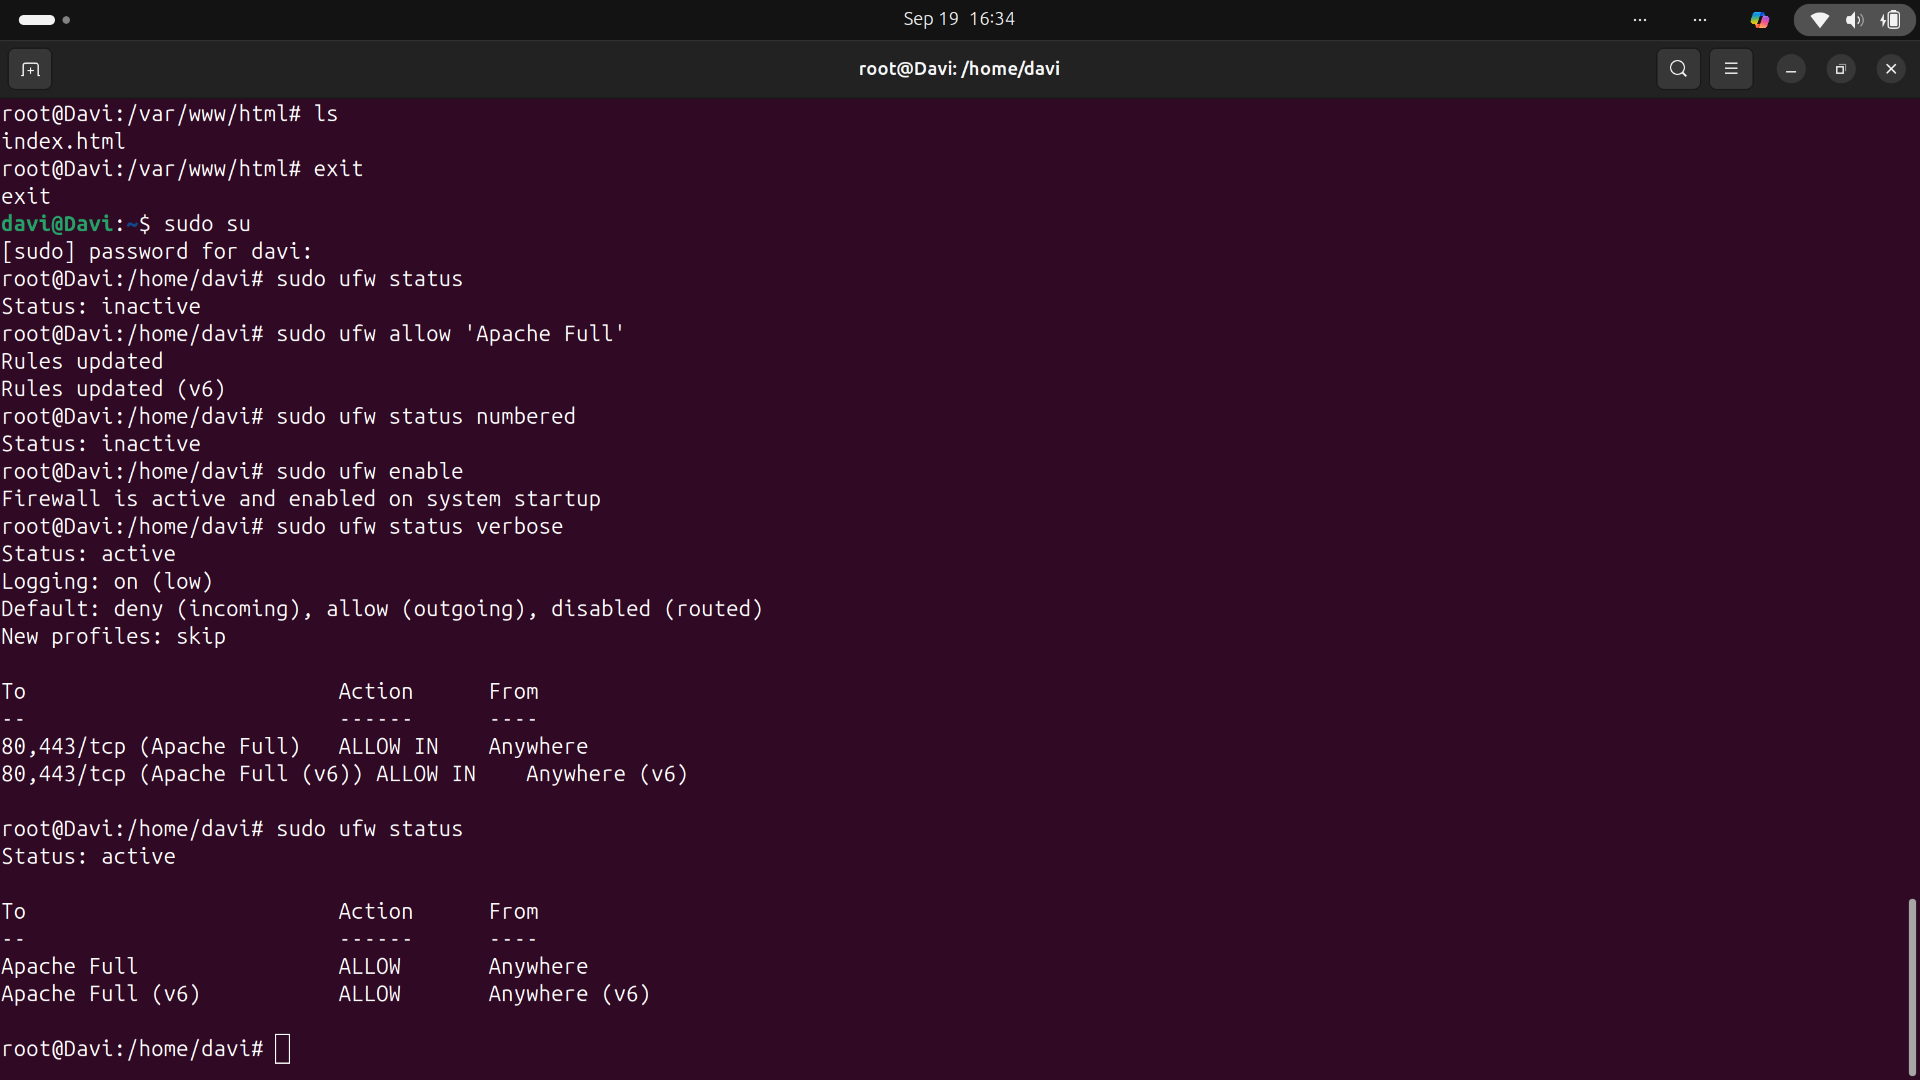 Sep 19 16:34
root@Davi: /home/davi
root@Davi:/var/www/html# ls
index.html
root@Davi:/var/www/html# exit
exit
davi@Davi:~$ sudo su
[sudo] password for davi:
root@Davi:/home/davi# sudo ufw status
Status: inactive
root@Davi:/home/davi# sudo ufw allow 'Apache Full'
Rules updated
Rules updated (v6)
root@Davi:/home/davi# sudo ufw status numbered
Status: inactive
root@Davi:/home/davi# sudo ufw enable
Firewall is active and enabled on system startup
root@Davi:/home/davi# sudo ufw status verbose
Status: active
Logging: on (low)
Default: deny (incoming), allow (outgoing), disabled (routed)
New profiles: skip
To                         Action      From
--                         ------      ----
80,443/tcp (Apache Full)   ALLOW IN    Anywhere
80,443/tcp (Apache Full (v6)) ALLOW IN    Anywhere (v6)
root@Davi:/home/davi# sudo ufw status
Status: active
To                         Action      From
--                         ------      ----
Apache Full                ALLOW       Anywhere
Apache Full (v6)           ALLOW       Anywhere (v6)
root@Davi:/home/davi#